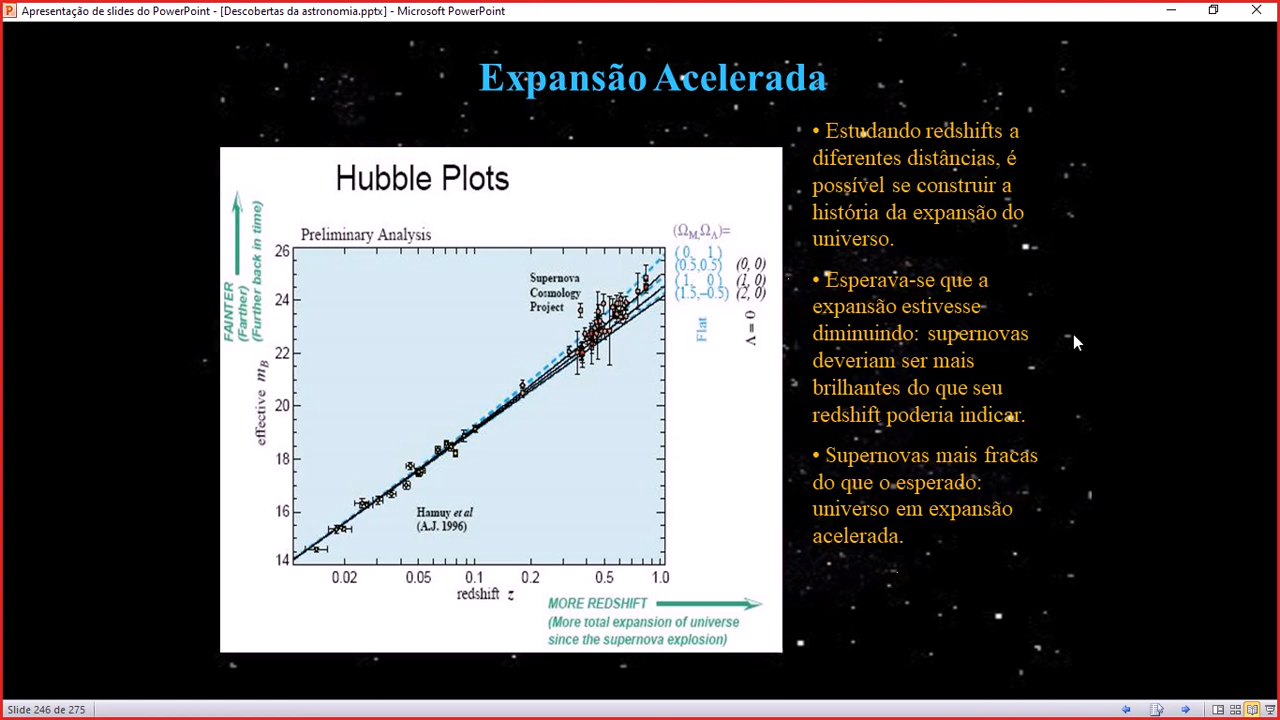 Apresentação de slides do PowerPoint - [Descobertas da astronomia.pptx] - Microsoft PowerPoint
Expansão Acelerada
Hubble Plots
FAINTER
(Farther)
(Further back in time)
Preliminary Analysis
(ΩM,ΩΛ)=
26
24
22
20
18
16
14
effective mB
Supernova
Cosmology
Project
( 0, 1 )
(0.5,0.5) (0, 0)
( 1, 0 ) (1, 0)
(1.5,–0.5) (2, 0)
Flat
Λ = 0
Hamuy et al
(A.J. 1996)
0.02 0.05 0.1 0.2 0.5 1.0
redshift z
MORE REDSHIFT
(More total expansion of universe
since the supernova explosion)
• Estudando redshifts a
diferentes distâncias, é
possível se construir a
história da expansão do
universo.
• Esperava-se que a
expansão estivesse
diminuindo: supernovas
deveriam ser mais
brilhantes do que seu
redshift poderia indicar.
• Supernovas mais fracas
do que o esperado:
universo em expansão
acelerada.
Slide 246 de 275